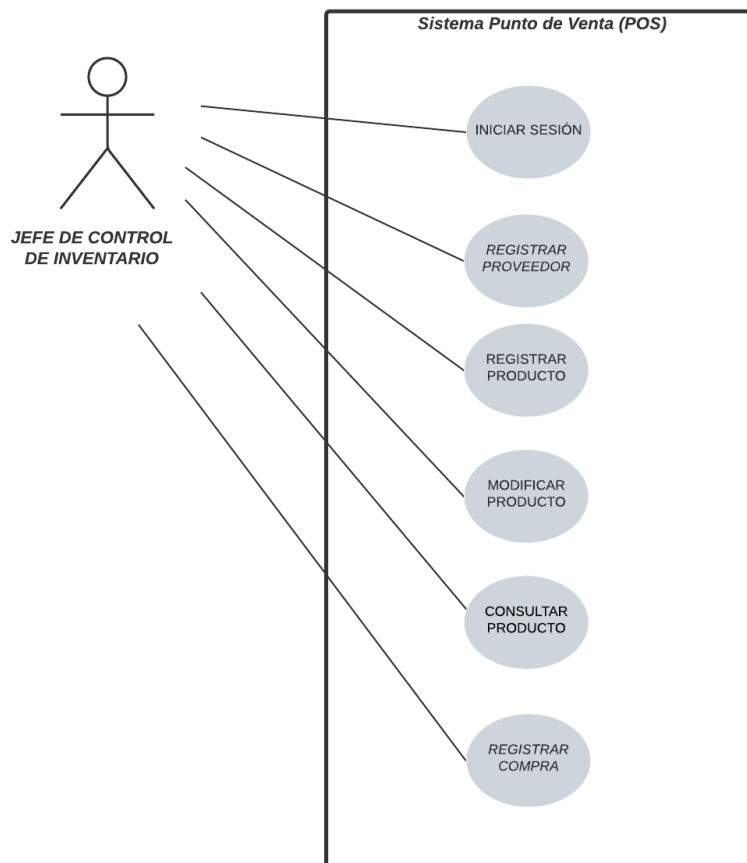 Sistema Punto de Venta (POS)
INICIAR SESIÓN
JEFE DE CONTROL
DE INVENTARIO
REGISTRAR
PROVEEDOR
REGISTRAR
PRODUCTO
MODIFICAR
PRODUCTO
CONSULTAR
PRODUCTO
REGISTRAR
COMPRA